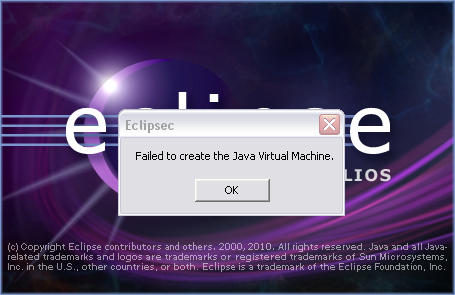 eclipse
Eclipsec
Failed to create the Java Virtual Machine.
LIOS
OK
(c) Copyright Eclipse contributors and others. 2000, 2010. All rights reserved. Java and all Java-
related trademarks and logos are trademarks or registered trademarks of Sun Microsystems,
Inc. in the U.S., other countries, or both. Eclipse is a trademark of the Eclipse Foundation, Inc.